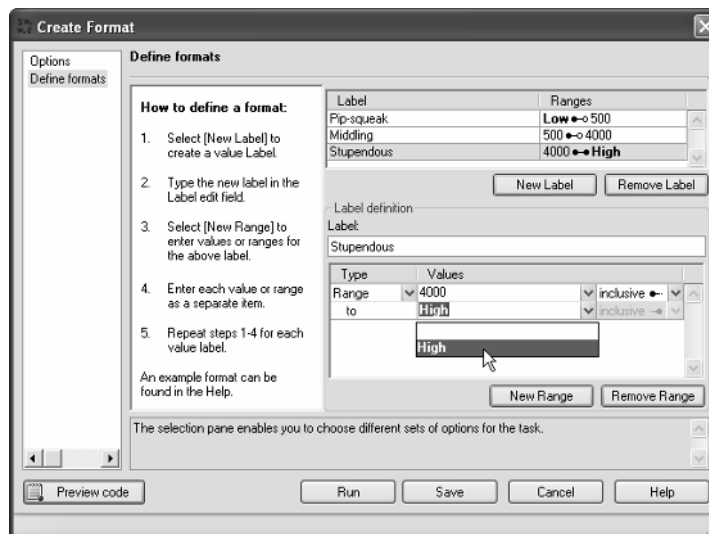 Create Format
Options
Define formats
Define formats
How to define a format:
1. Select [New Label] to
create a value Label.
2. Type the new label in the
Label edit field.
3. Select [New Range] to
enter values or ranges for
the above label.
4. Enter each value or range
as a separate item.
5. Repeat steps 1-4 for each
value label.
An example format can be
found in the Help.
Label Ranges
Pip-squeak Low 500
Middling 500 4000
Stupendous 4000 High
New Label Remove Label
Label definition
Label:
Stupendous
Type Values
Range 4000 inclusive
to High inclusive
High
New Range Remove Range
The selection pane enables you to choose different sets of options for the task.
Preview code Run Save Cancel Help